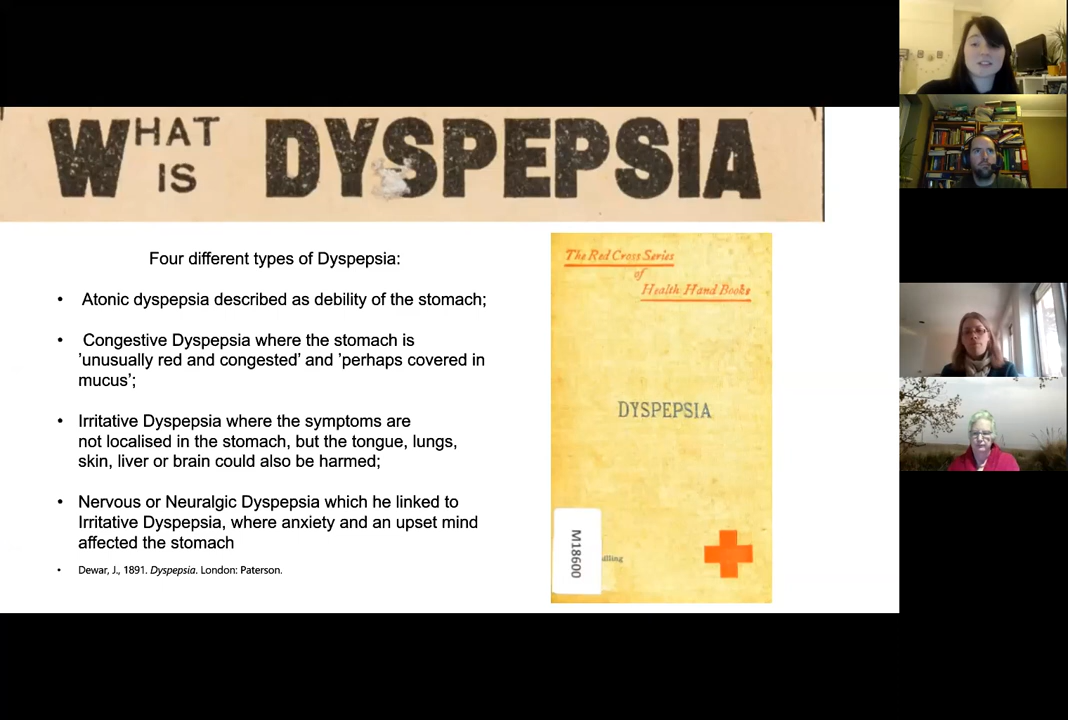 WHAT IS DYSPEPSIA
Four different types of Dyspepsia:
• Atonic dyspepsia described as debility of the stomach;
• Congestive Dyspepsia where the stomach is
'unusually red and congested' and 'perhaps covered in
mucus';
• Irritative Dyspepsia where the symptoms are
not localised in the stomach, but the tongue, lungs,
skin, liver or brain could also be harmed;
• Nervous or Neuralgic Dyspepsia which he linked to
Irritative Dyspepsia, where anxiety and an upset mind
affected the stomach
• Dewar, J., 1891. Dyspepsia. London: Paterson.
The Red Cross Series
of
Health Hand Books
DYSPEPSIA
M18600